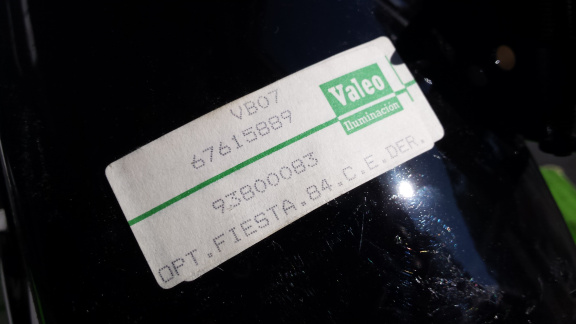 VB07
67615889
Valeo
Iluminación
93800083
OPT.FIESTA.84.C.E.DER.